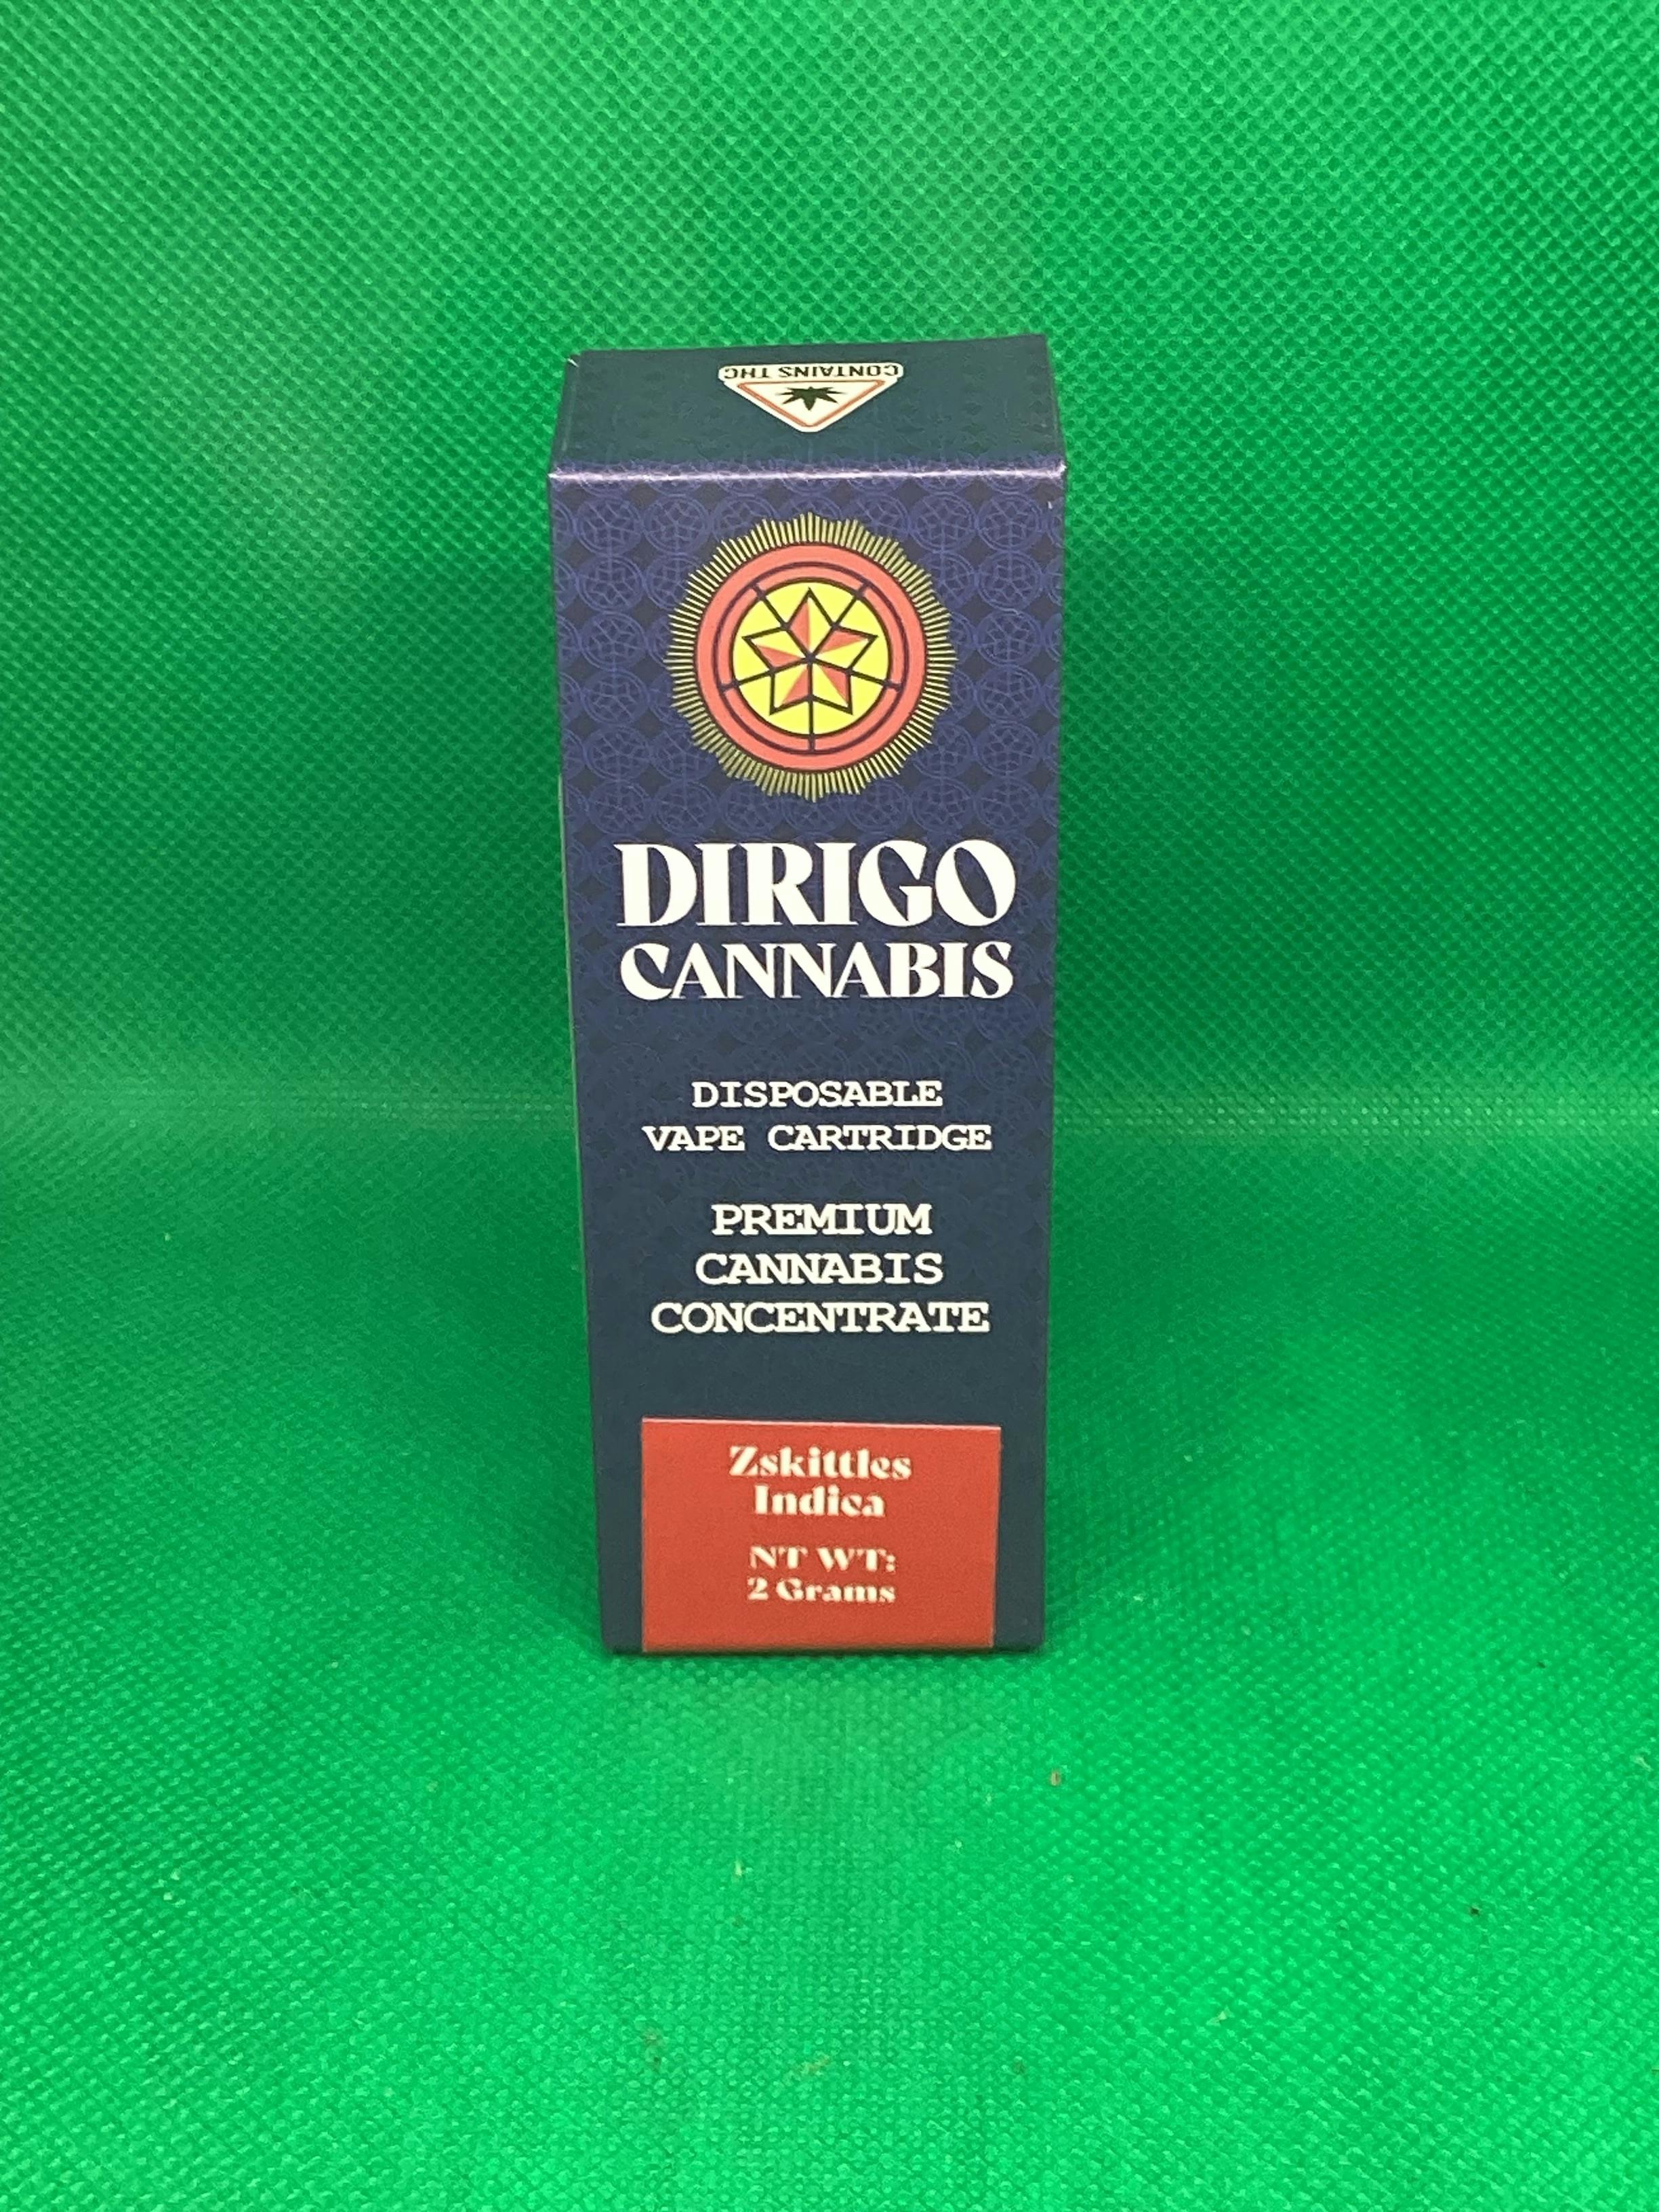 CONTAINS THC
DIRIGO
CANNABIS
DISPOSABLE
VAPE CARTRIDGE
PREMIUM
CANNABIS
CONCENTRATE
Zskittles
Indica
NT WT:
2 Grams